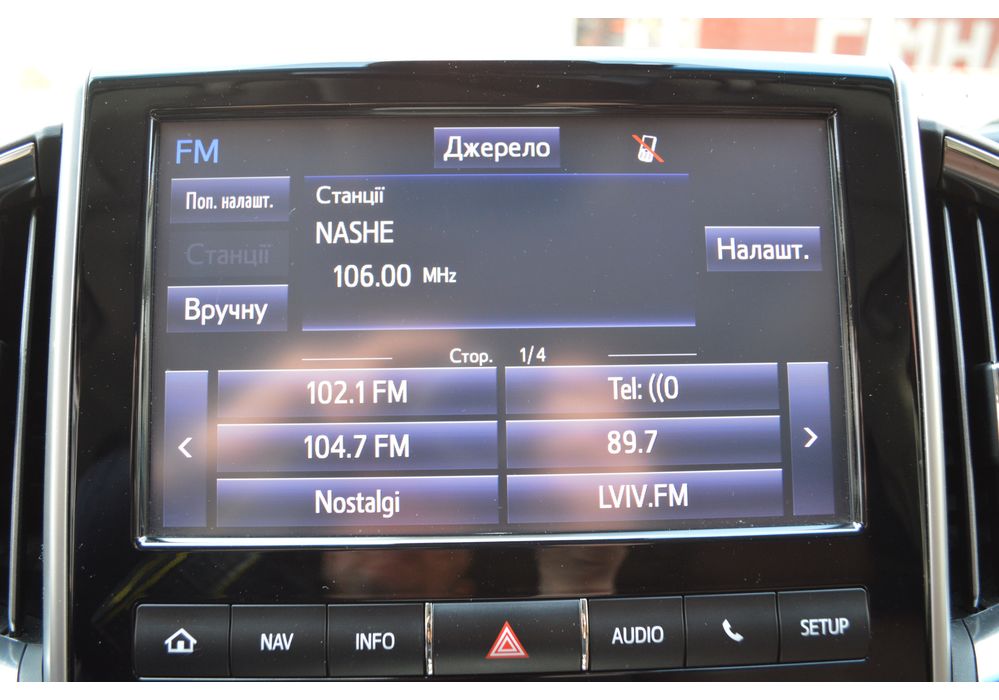 FM
Джерело
Поп. налашт.
Станції
Вручну
Станції
NASHE
106.00 MHz
Налашт.
Стор. 1/4
102.1 FM
Tel: ((0
104.7 FM
89.7
Nostalgi
LVIV.FM
NAV
INFO
AUDIO
SETUP